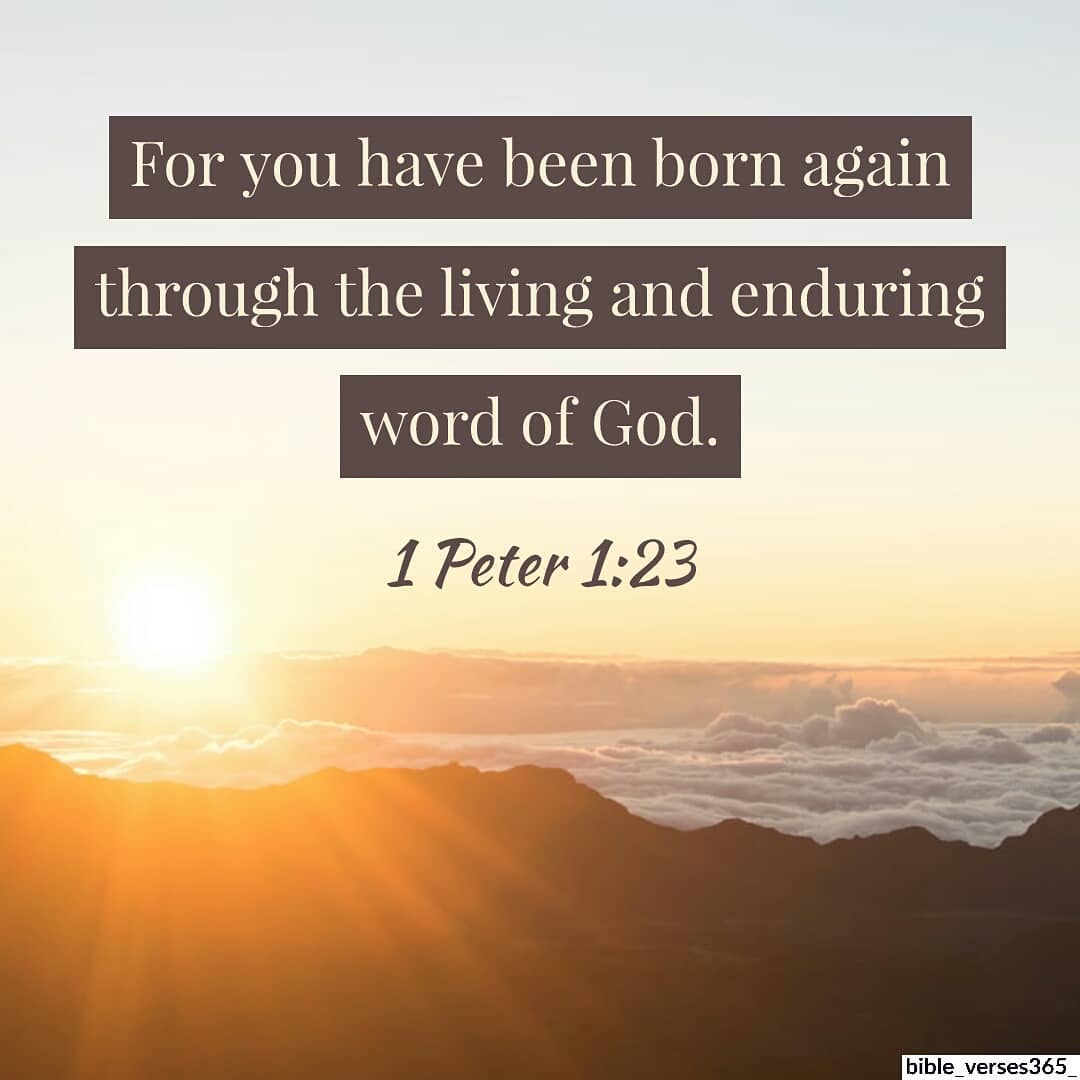 For you have been born again
through the living and enduring
word of God.
1 Peter 1:23
bible_verses365_